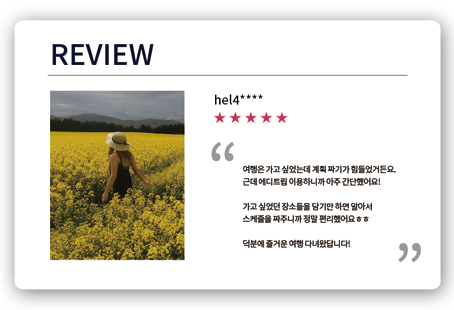 REVIEW
hel4****
★★★★★
“
여행은 가고 싶었는데 계획 짜기가 힘들었거든요.
근데 에디트립 이용하니까 아주 간단했어요!
가고 싶었던 장소들을 담기만 하면 알아서
스케줄을 짜주니까 정말 편리했어요ㅎㅎ
덕분에 즐거운 여행 다녀왔답니다!
”